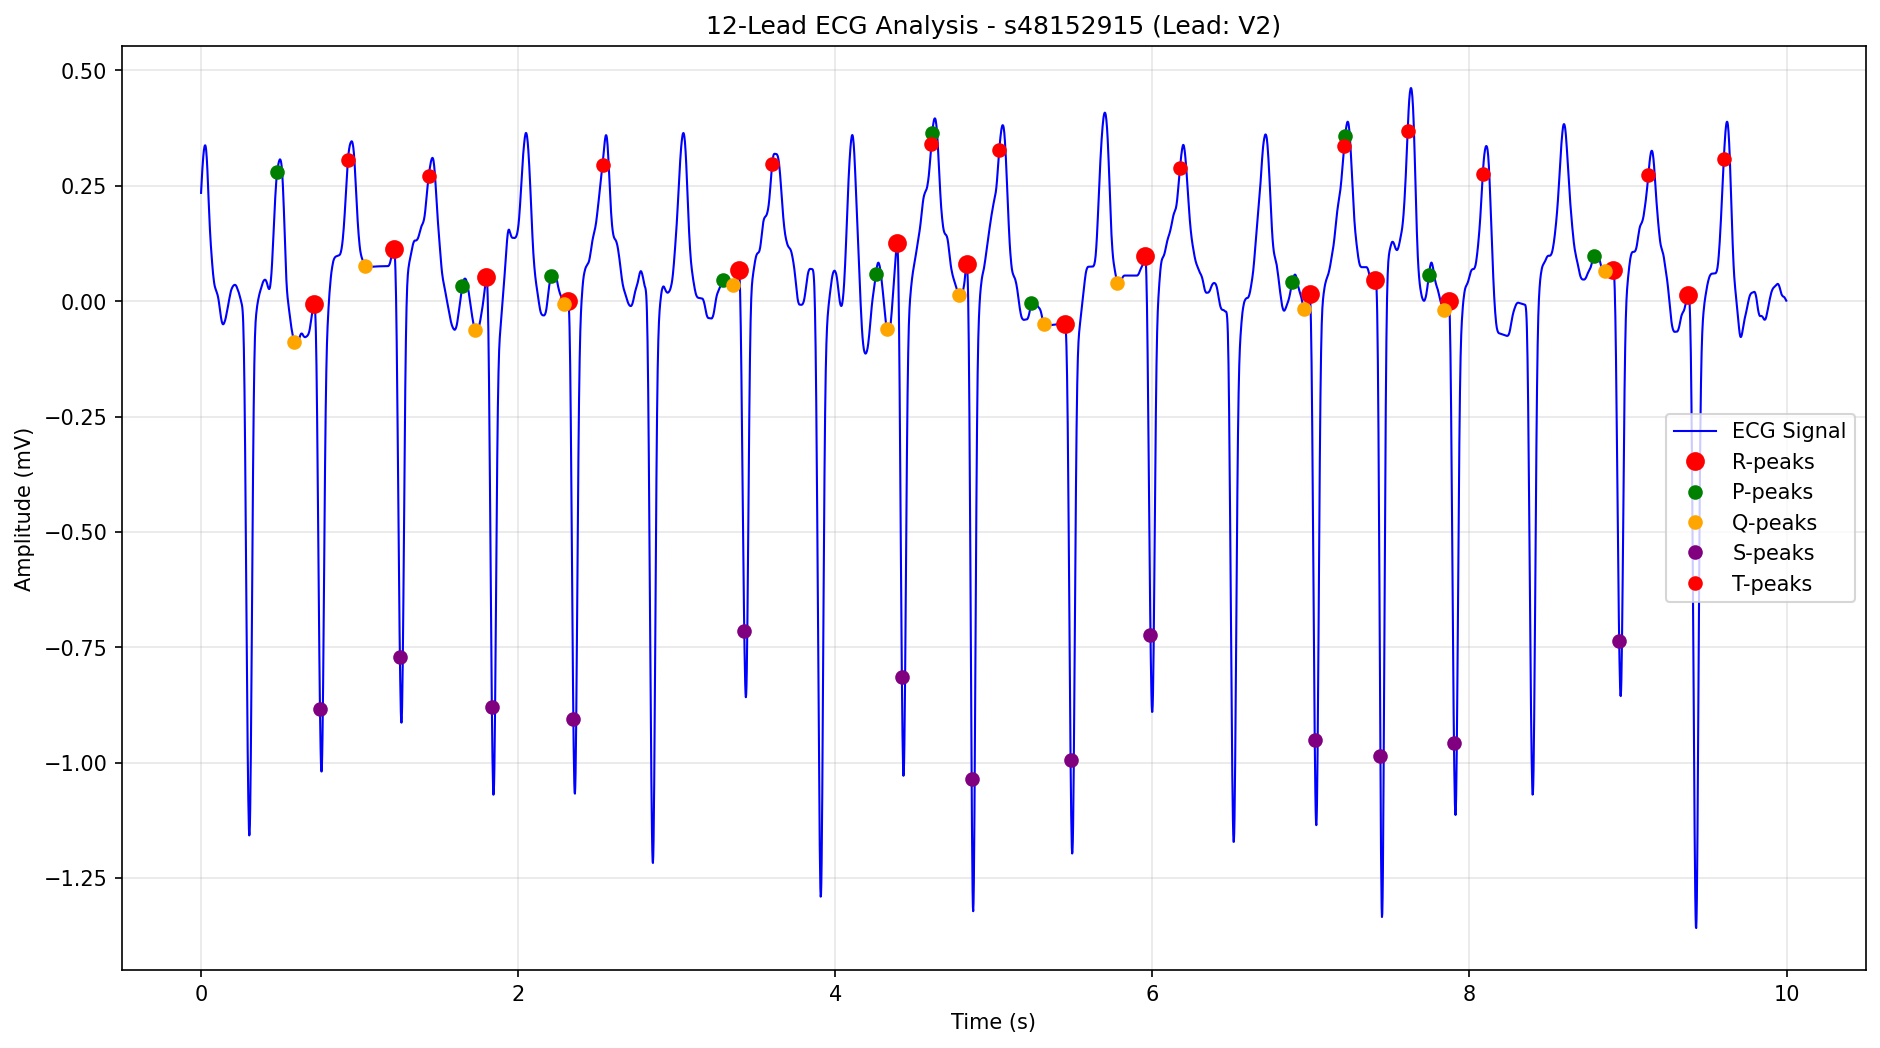 12-Lead ECG Analysis - s48152915 (Lead: V2)
Amplitude (mV)
0.50
0.25
0.00
−0.25
−0.50
−0.75
−1.00
−1.25
ECG Signal
R-peaks
P-peaks
Q-peaks
S-peaks
T-peaks
0 2 4 6 8 10
Time (s)